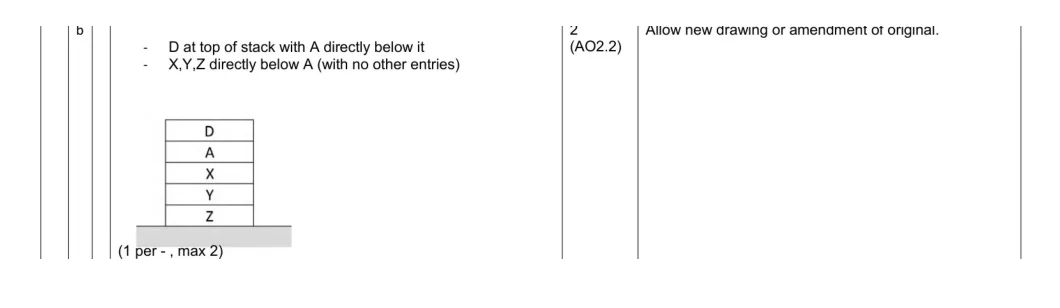 b
2
Allow new drawing or amendment of original.
- D at top of stack with A directly below it
(AO2.2)
- X,Y,Z directly below A (with no other entries)
D
A
X
Y
Z
(1 per - , max 2)